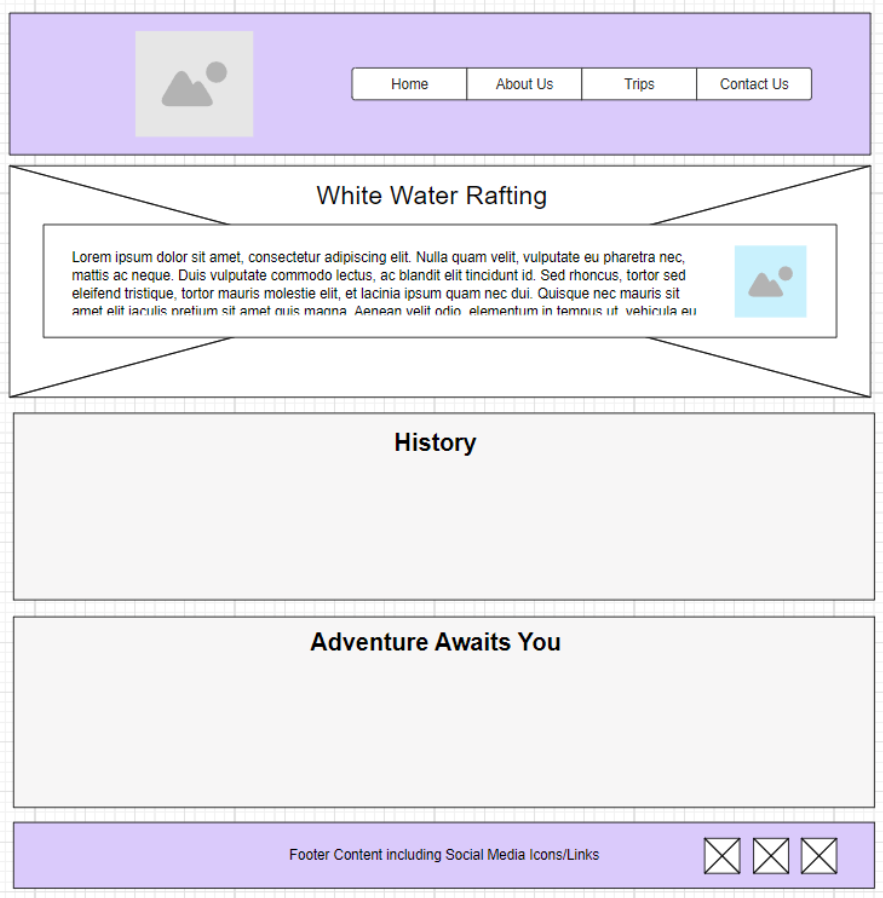 Home
About Us
Trips
Contact Us
White Water Rafting
Lorem ipsum dolor sit amet, consectetur adipiscing elit. Nulla quam velit, vulputate eu pharetra nec,
mattis ac neque. Duis vulputate commodo lectus, ac blandit elit tincidunt id. Sed rhoncus, tortor sed
eleifend tristique, tortor mauris molestie elit, et lacinia ipsum quam nec dui. Quisque nec mauris sit
amet elit iaculis pretium sit amet quis magna. Aenean velit odio, elementum in tempus ut, vehicula eu
History
Adventure Awaits You
Footer Content including Social Media Icons/Links